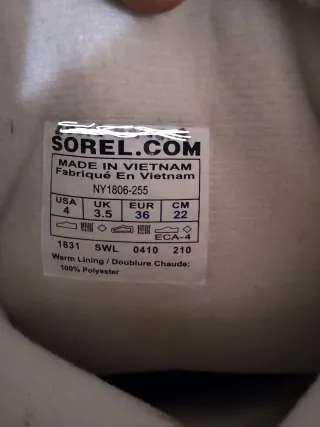 SOREL.COM
MADE IN VIETNAM
Fabriqué En Vietnam
NY1806-255
USA UK EUR CM
4 3.5 36 22
ECA-4
1831 SWL 0410 210
Warm Lining / Doublure Chaude:
100% Polyester